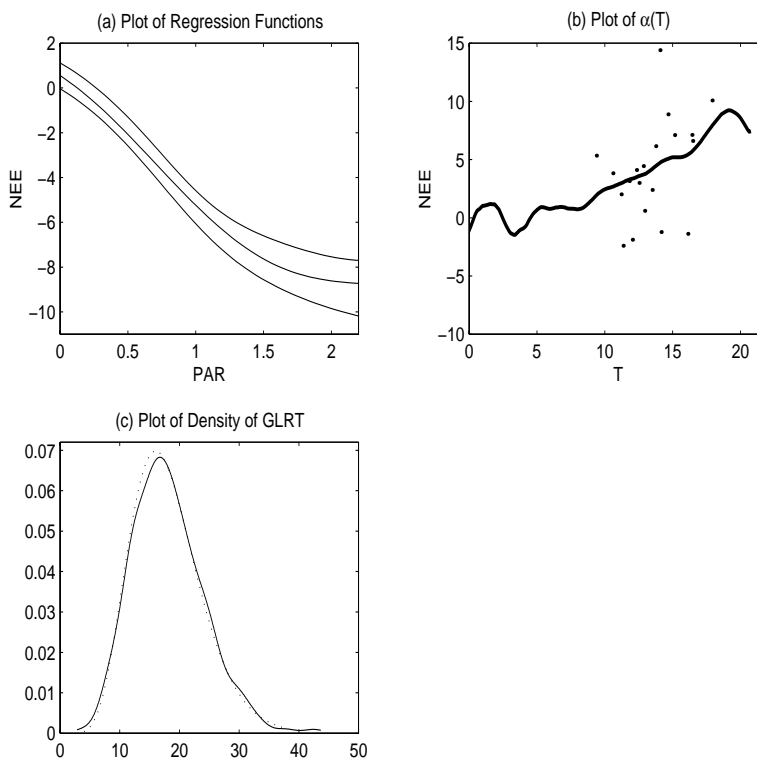 (a) Plot of Regression Functions
2
0
−2
−4
−6
−8
−10
NEE
0 0.5 1 1.5 2
PAR
(b) Plot of α(T)
15
10
5
0
−5
−10
NEE
0 5 10 15 20
T
(c) Plot of Density of GLRT
0.07
0.06
0.05
0.04
0.03
0.02
0.01
0
0 10 20 30 40 50